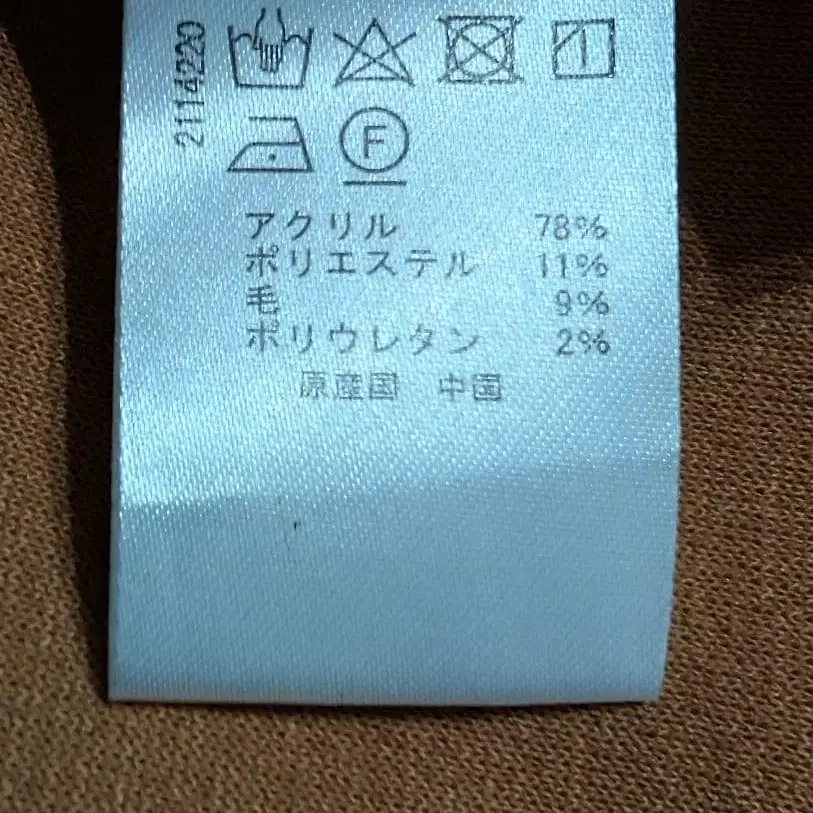 2114220
F
アクリル 78%
ポリエステル 11%
毛 9%
ポリウレタン 2%
原産国 中国